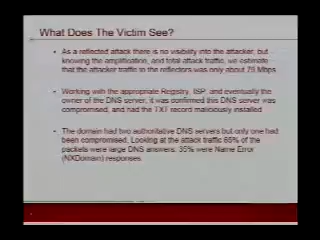 What Does The Victim See?
• As a reflected attack there is no visibility into the attacker, but
knowing the amplification, and total attack traffic, we estimate
that the attacker traffic to the reflectors was only about 79 Mbps
• Working with the appropriate Registry, ISP, and eventually the
owner of the DNS server, it was confirmed this DNS server was
compromised, and had the TXT record maliciously installed
• The domain had two authoritative DNS servers but only one had
been compromised. Looking at the attack traffic 65% of the
packets were large DNS answers. 35% were Name Error
(NXDomain) responses